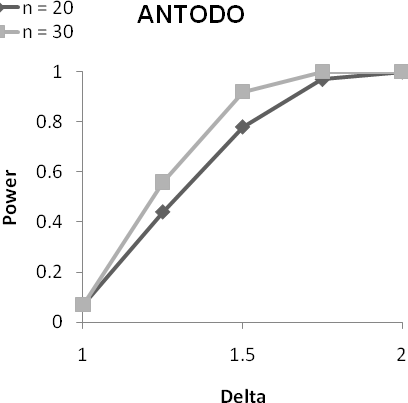 n = 20
n = 30
ANTODO
1
0.8
0.6
0.4
0.2
0
Power
1 1.5 2
Delta